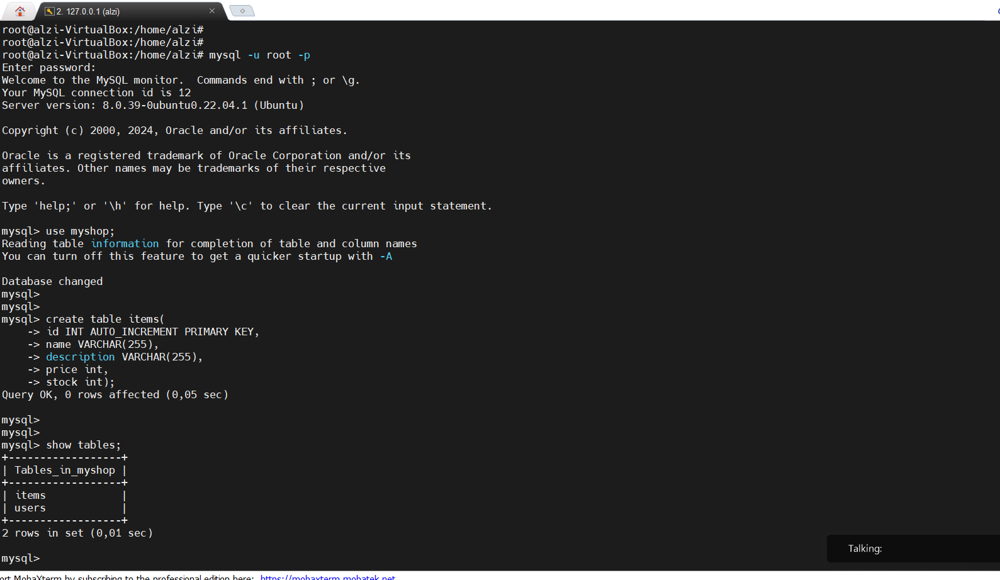 2. 127.0.0.1 (alzi)
root@alzi-VirtualBox:/home/alzi#
root@alzi-VirtualBox:/home/alzi#
root@alzi-VirtualBox:/home/alzi# mysql -u root -p
Enter password:
Welcome to the MySQL monitor.  Commands end with ; or \g.
Your MySQL connection id is 12
Server version: 8.0.39-0ubuntu0.22.04.1 (Ubuntu)
Copyright (c) 2000, 2024, Oracle and/or its affiliates.
Oracle is a registered trademark of Oracle Corporation and/or its
affiliates. Other names may be trademarks of their respective
owners.
Type 'help;' or '\h' for help. Type '\c' to clear the current input statement.
mysql> use myshop;
Reading table information for completion of table and column names
You can turn off this feature to get a quicker startup with -A
Database changed
mysql>
mysql>
mysql> create table items(
    -> id INT AUTO_INCREMENT PRIMARY KEY,
    -> name VARCHAR(255),
    -> description VARCHAR(255),
    -> price int,
    -> stock int);
Query OK, 0 rows affected (0,05 sec)
mysql>
mysql>
mysql> show tables;
+------------------+
| Tables_in_myshop |
+------------------+
| items            |
| users            |
+------------------+
2 rows in set (0,01 sec)
Talking:
mysql>
ort MobaXterm by subscribing to the professional edition here: https://mobaxterm.mobatek.net